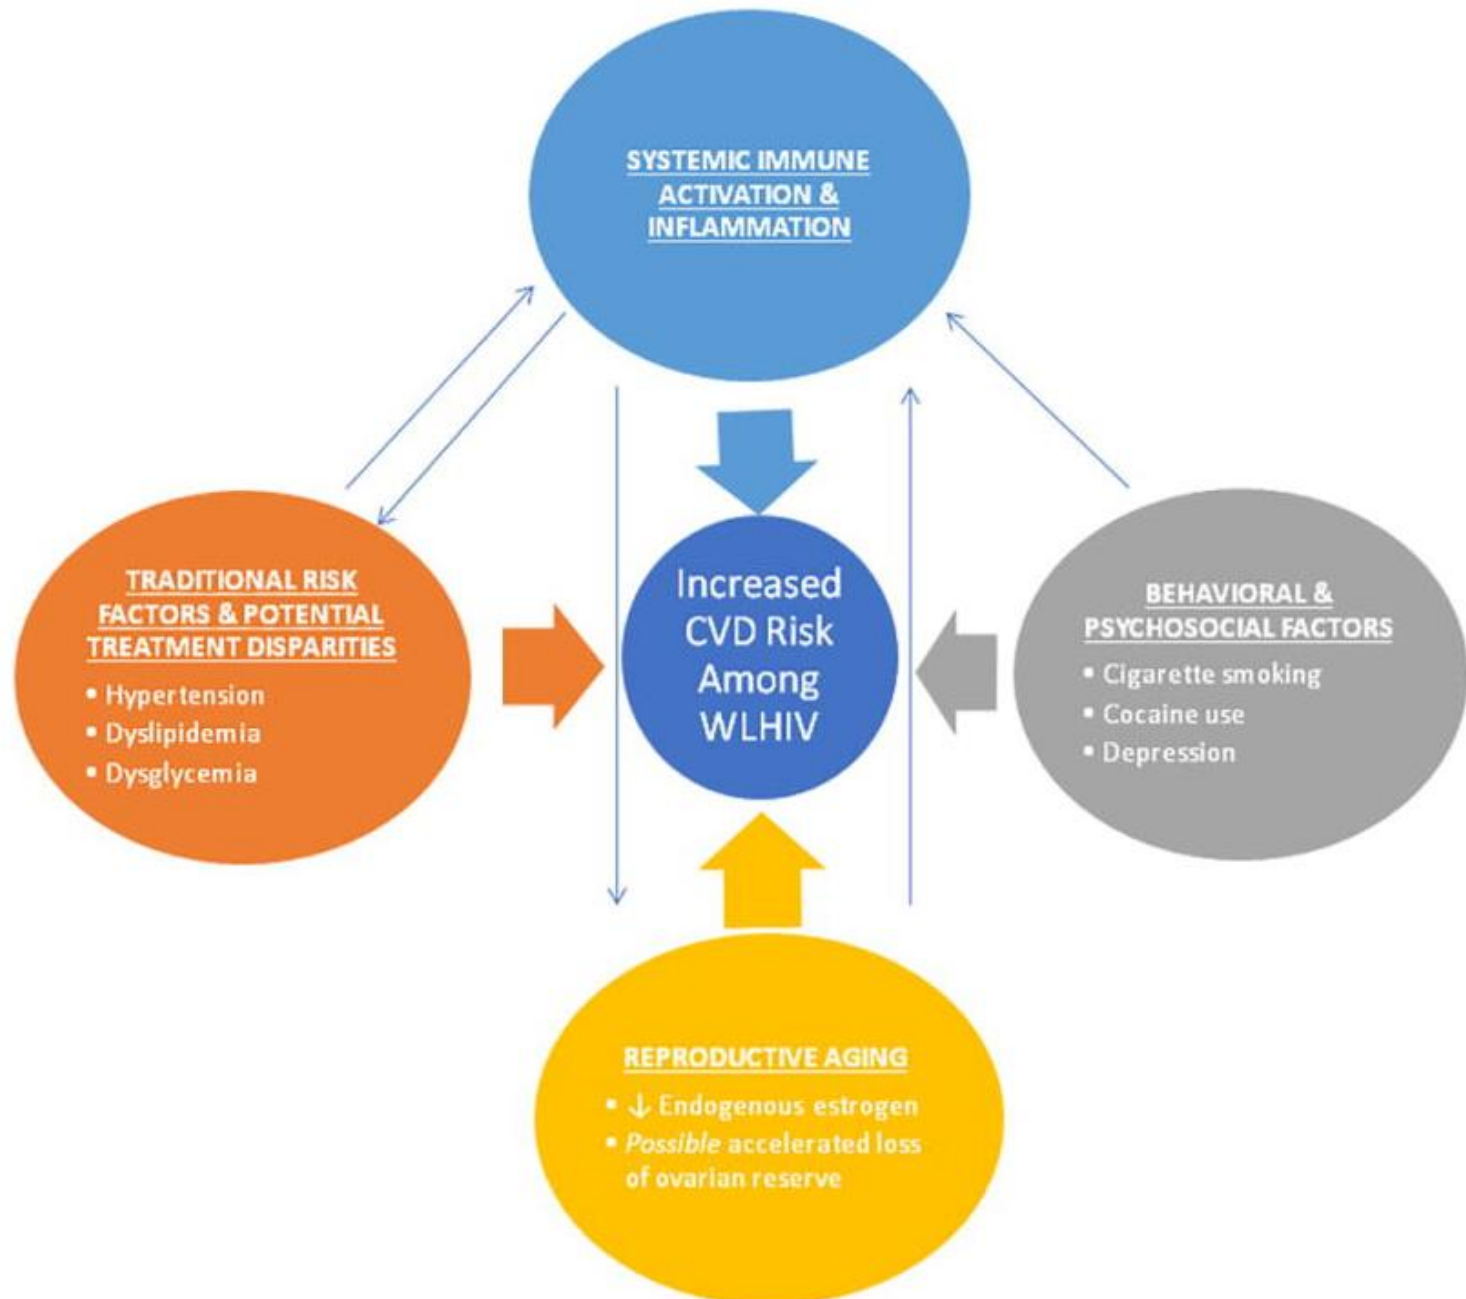 SYSTEMIC IMMUNE
ACTIVATION &
INFLAMMATION
TRADITIONAL RISK
FACTORS & POTENTIAL
TREATMENT DISPARITIES
▪ Hypertension
▪ Dyslipidemia
▪ Dysglycemia
Increased
CVD Risk
Among
WLHIV
BEHAVIORAL &
PSYCHOSOCIAL FACTORS
▪ Cigarette smoking
▪ Cocaine use
▪ Depression
REPRODUCTIVE AGING
▪ ↓ Endogenous estrogen
▪ Possible accelerated loss
of ovarian reserve